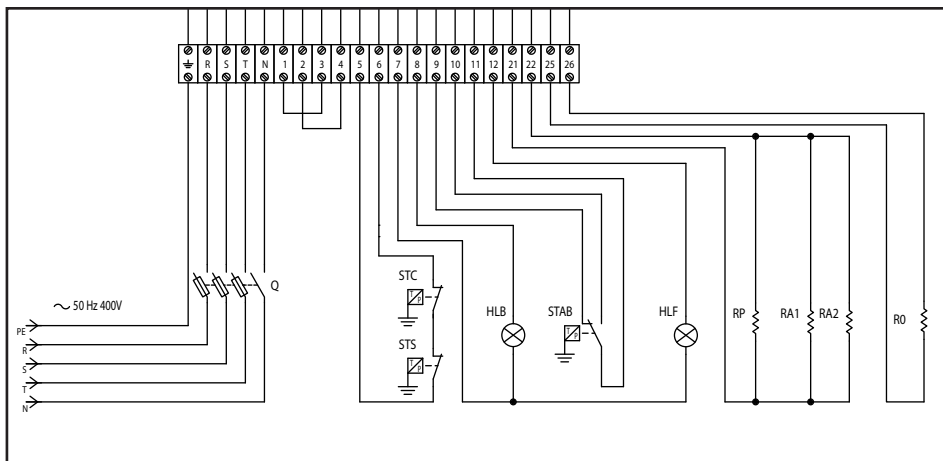 R S T N 1 2 3 4 5 6 7 8 9 10 11 12 21 22 25 26
~ 50 Hz 400V
PE
R
S
T
N
Q
STC
T
P
STS
T
P
HLB
STAB
T
P
HLF
RP
RA1
RA2
R0